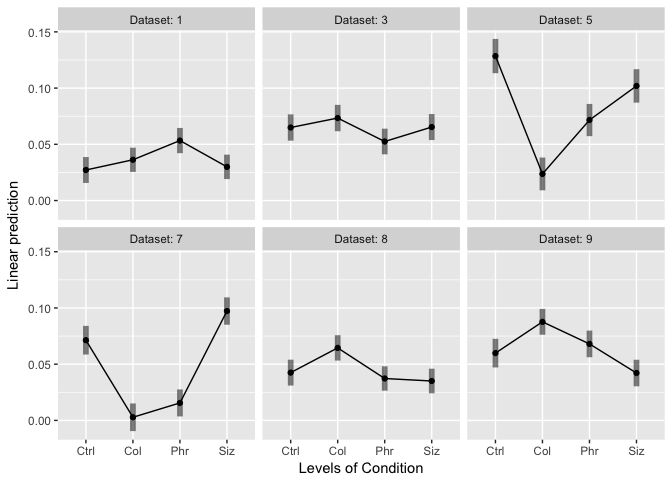 Dataset: 1
Dataset: 3
Dataset: 5
0.15
0.10
0.05
0.00
Dataset: 7
Dataset: 8
Dataset: 9
0.15
0.10
0.05
0.00
Linear prediction
Ctrl Col Phr Siz
Ctrl Col Phr Siz
Ctrl Col Phr Siz
Levels of Condition